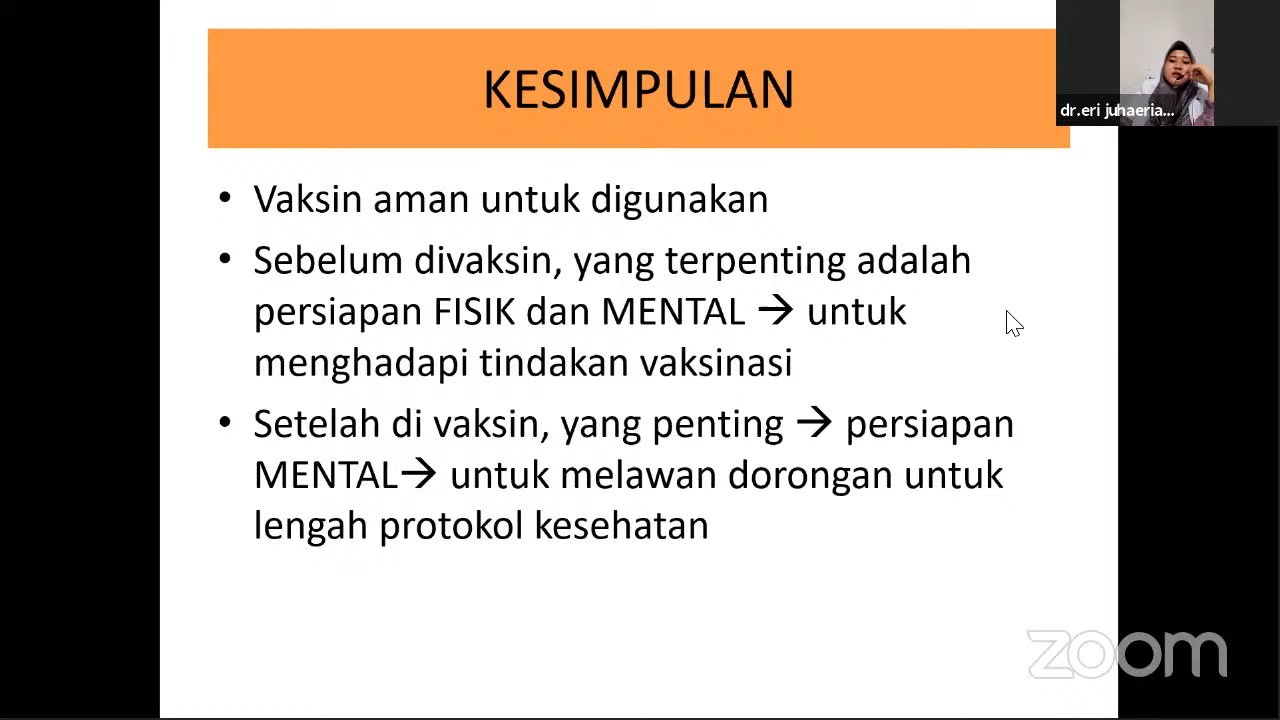 KESIMPULAN
dr.eri juhaeria...
• Vaksin aman untuk digunakan
• Sebelum divaksin, yang terpenting adalah
persiapan FISIK dan MENTAL → untuk
menghadapi tindakan vaksinasi
• Setelah di vaksin, yang penting → persiapan
MENTAL→ untuk melawan dorongan untuk
lengah protokol kesehatan
zoom